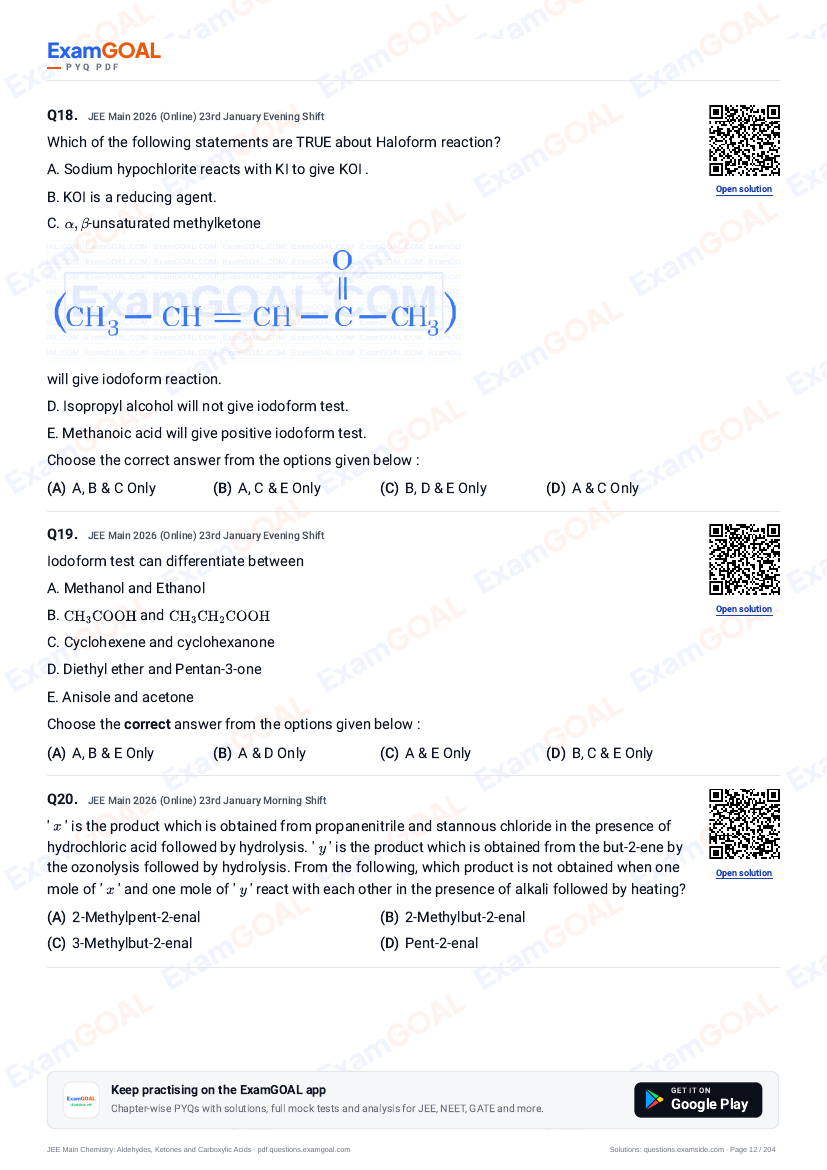 ExamGOAL
PYQ PDF
Q18. JEE Main 2026 (Online) 23rd January Evening Shift
Which of the following statements are TRUE about Haloform reaction?
A. Sodium hypochlorite reacts with KI to give KOI .
B. KOI is a reducing agent.
C. α, β-unsaturated methylketone
O
||
(CH₃ — CH = CH — C — CH₃)
will give iodoform reaction.
D. Isopropyl alcohol will not give iodoform test.
E. Methanoic acid will give positive iodoform test.
Choose the correct answer from the options given below :
(A) A, B & C Only (B) A, C & E Only (C) B, D & E Only (D) A & C Only
Open solution
Q19. JEE Main 2026 (Online) 23rd January Evening Shift
Iodoform test can differentiate between
A. Methanol and Ethanol
B. CH₃COOH and CH₃CH₂COOH
C. Cyclohexene and cyclohexanone
D. Diethyl ether and Pentan-3-one
E. Anisole and acetone
Choose the correct answer from the options given below :
(A) A, B & E Only (B) A & D Only (C) A & E Only (D) B, C & E Only
Open solution
Q20. JEE Main 2026 (Online) 23rd January Morning Shift
' x ' is the product which is obtained from propanenitrile and stannous chloride in the presence of
hydrochloric acid followed by hydrolysis. ' y ' is the product which is obtained from the but-2-ene by
the ozonolysis followed by hydrolysis. From the following, which product is not obtained when one
mole of ' x ' and one mole of ' y ' react with each other in the presence of alkali followed by heating?
(A) 2-Methylpent-2-enal (B) 2-Methylbut-2-enal
(C) 3-Methylbut-2-enal (D) Pent-2-enal
Open solution
ExamGOAL
Keep practising on the ExamGOAL app
Chapter-wise PYQs with solutions, full mock tests and analysis for JEE, NEET, GATE and more.
GET IT ON
Google Play
JEE Main Chemistry: Aldehydes, Ketones and Carboxylic Acids · pdf.questions.examgoal.com
Solutions: questions.examside.com · Page 12 / 204